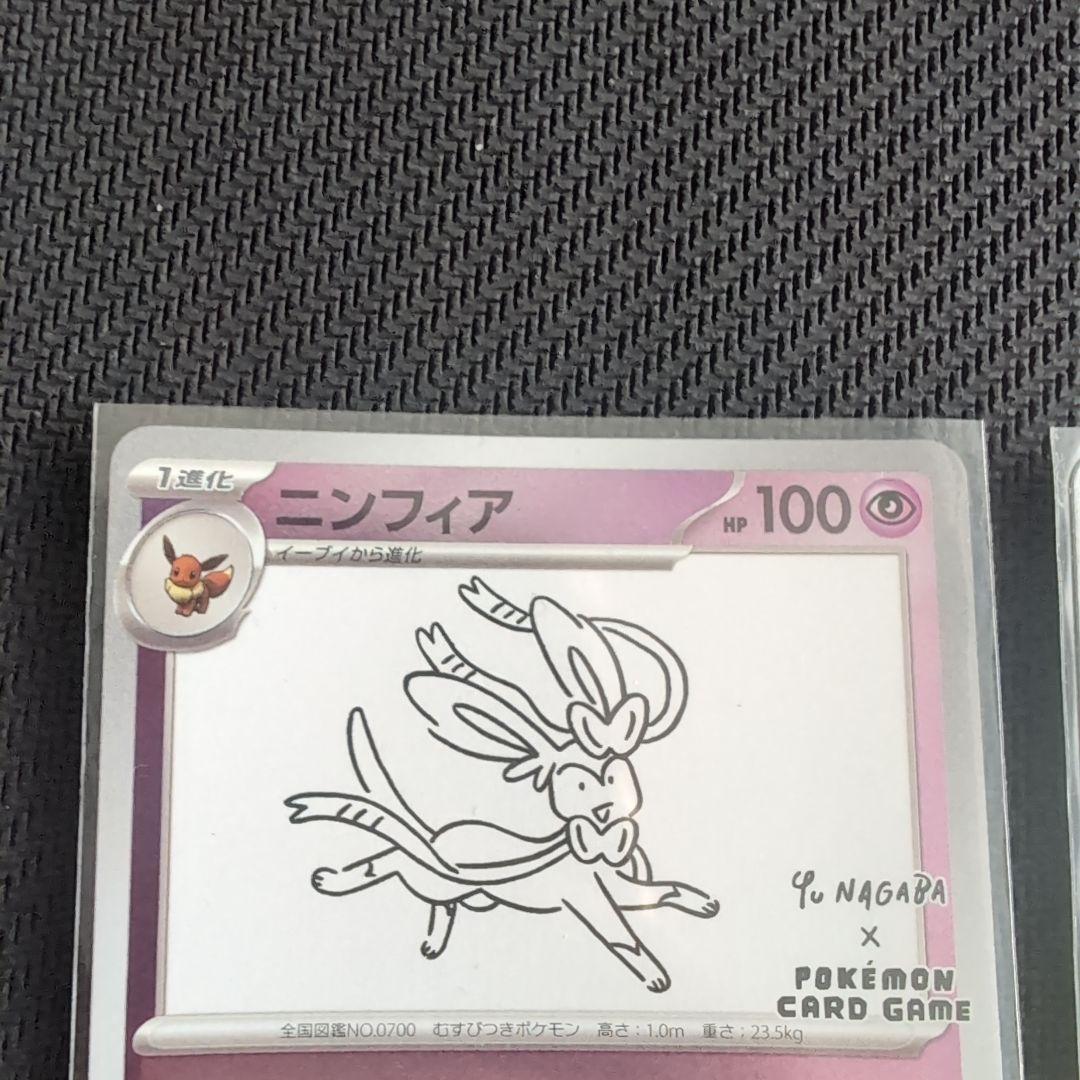 1進化
ニンフィア
HP 100
イーブイから進化
YU NAGABA
×
POKÉMON
CARD GAME
全国図鑑NO.0700 むすびつきポケモン 高さ:1.0m 重さ:23.5kg